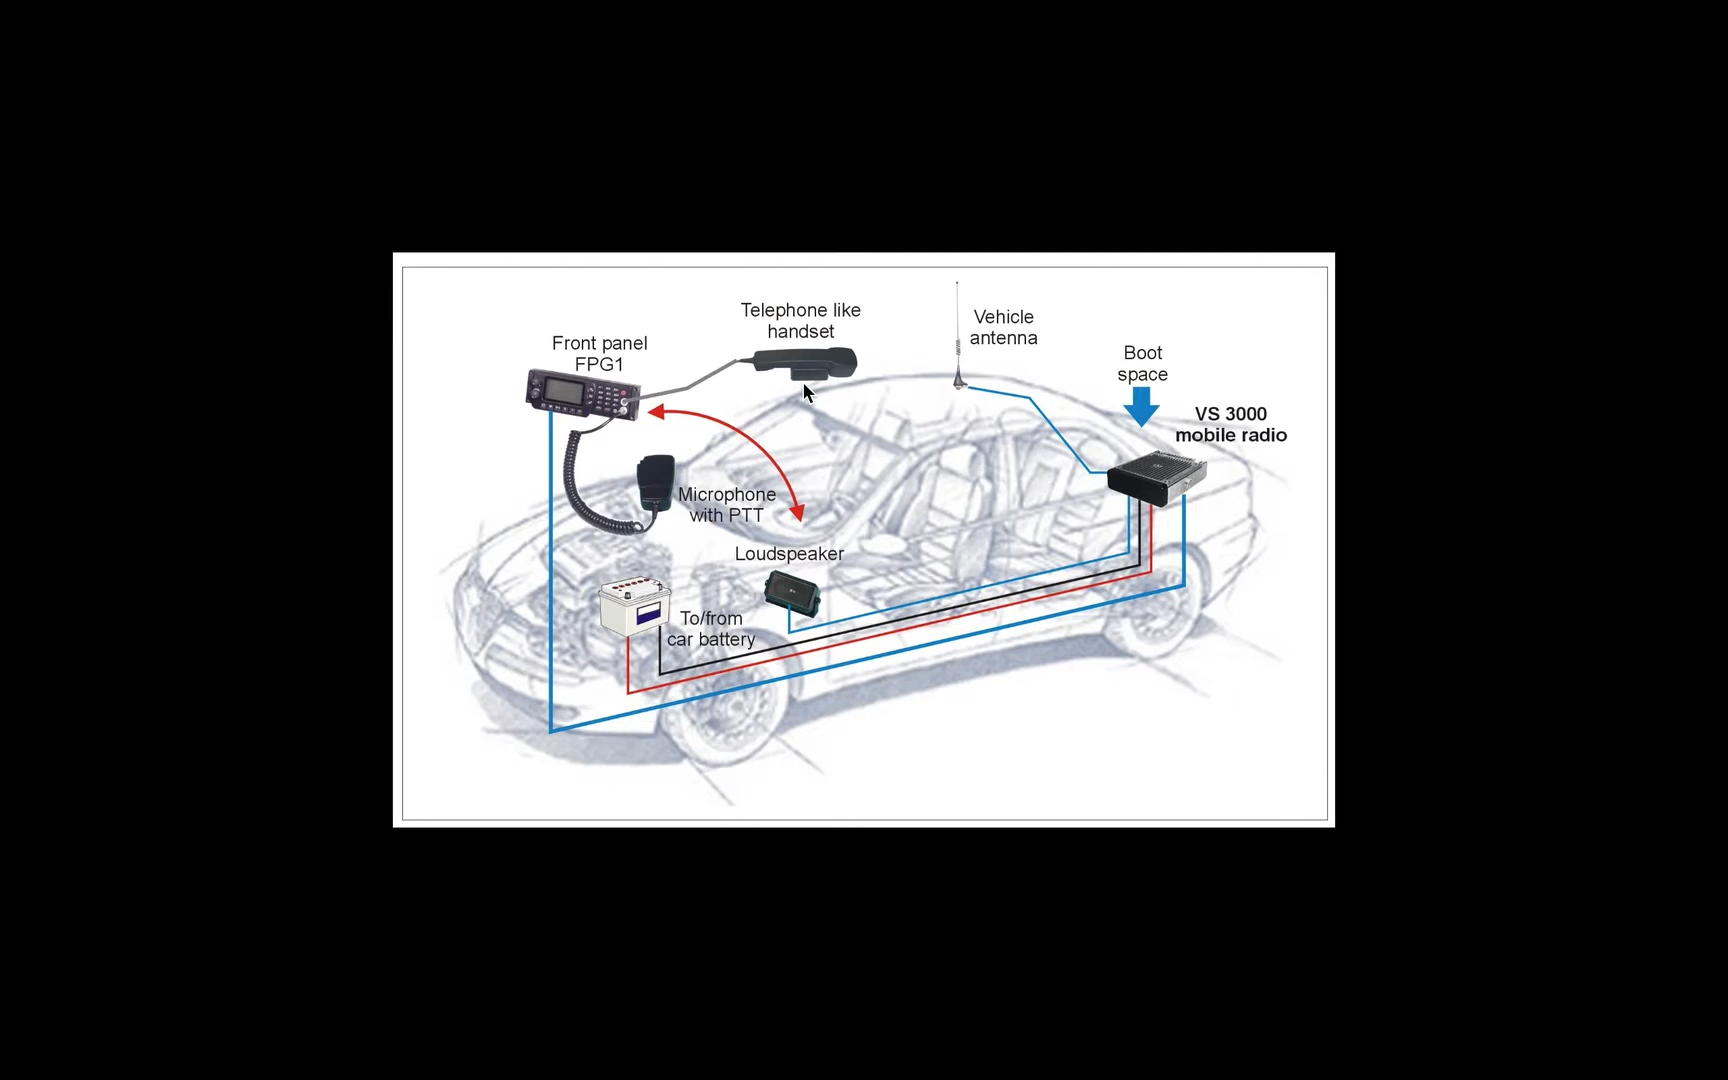 Telephone like
handset
Vehicle
antenna
Front panel
FPG1
Boot
space
VS 3000
mobile radio
Microphone
with PTT
Loudspeaker
To/from
car battery